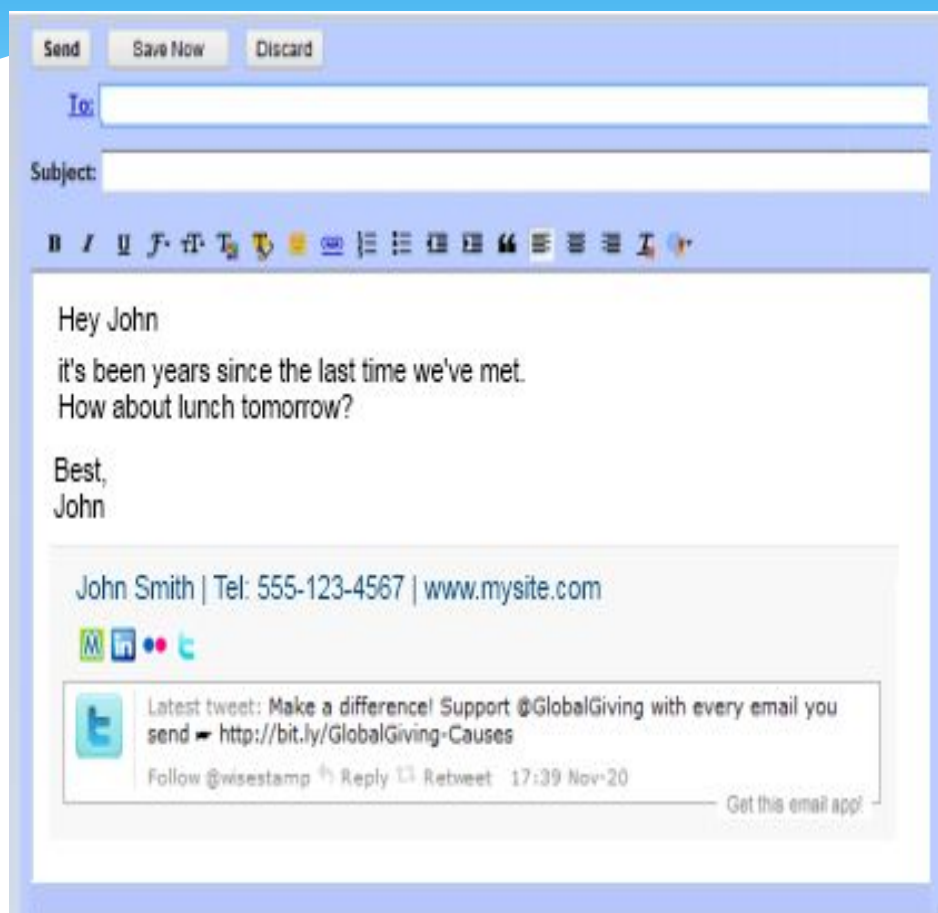 Send Save Now Discard
To:
Subject:
Hey John
it's been years since the last time we've met.
How about lunch tomorrow?
Best,
John
John Smith | Tel: 555-123-4567 | www.mysite.com
Latest tweet: Make a difference! Support @GlobalGiving with every email you
send ☛ http://bit.ly/GlobalGiving-Causes
Follow @wisestamp Reply Retweet 17:39 Nov-20
Get this email app!